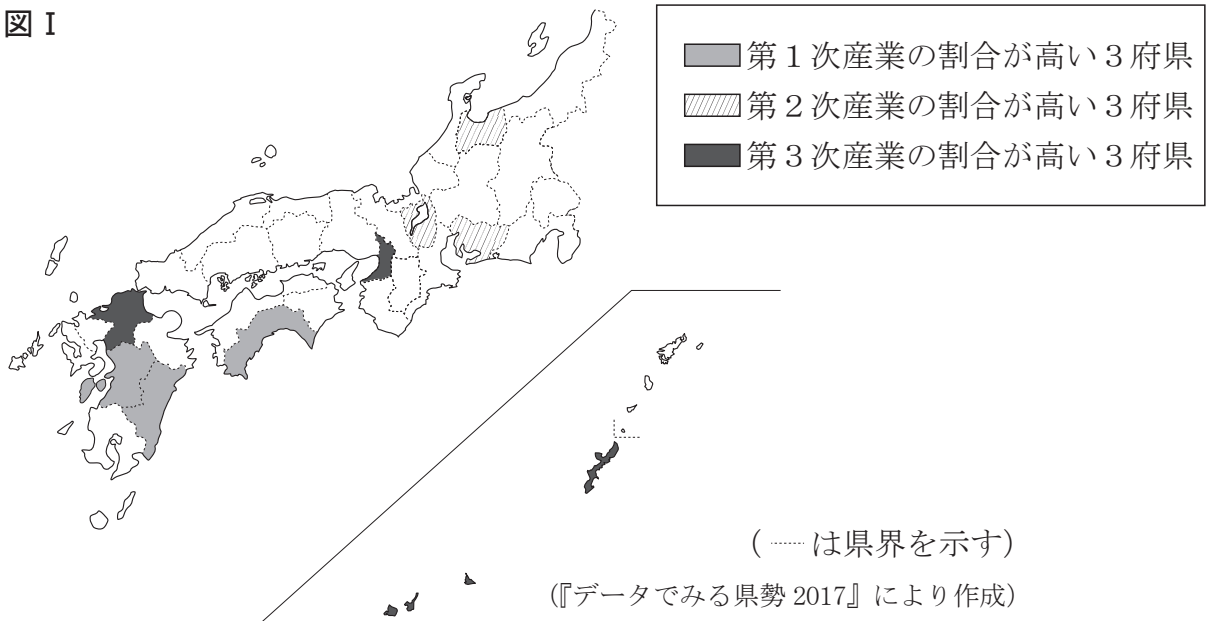 図Ⅰ
第１次産業の割合が高い３府県
第２次産業の割合が高い３府県
第３次産業の割合が高い３府県
( ┈┈ は県界を示す)
(『データでみる県勢 2017』により作成)